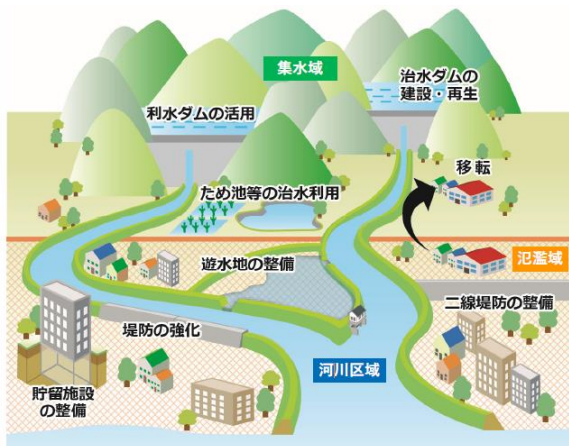 集水域
治水ダムの
建設・再生
利水ダムの活用
移転
ため池等の治水利用
氾濫域
遊水地の整備
二線堤防の整備
堤防の強化
河川区域
貯留施設
の整備